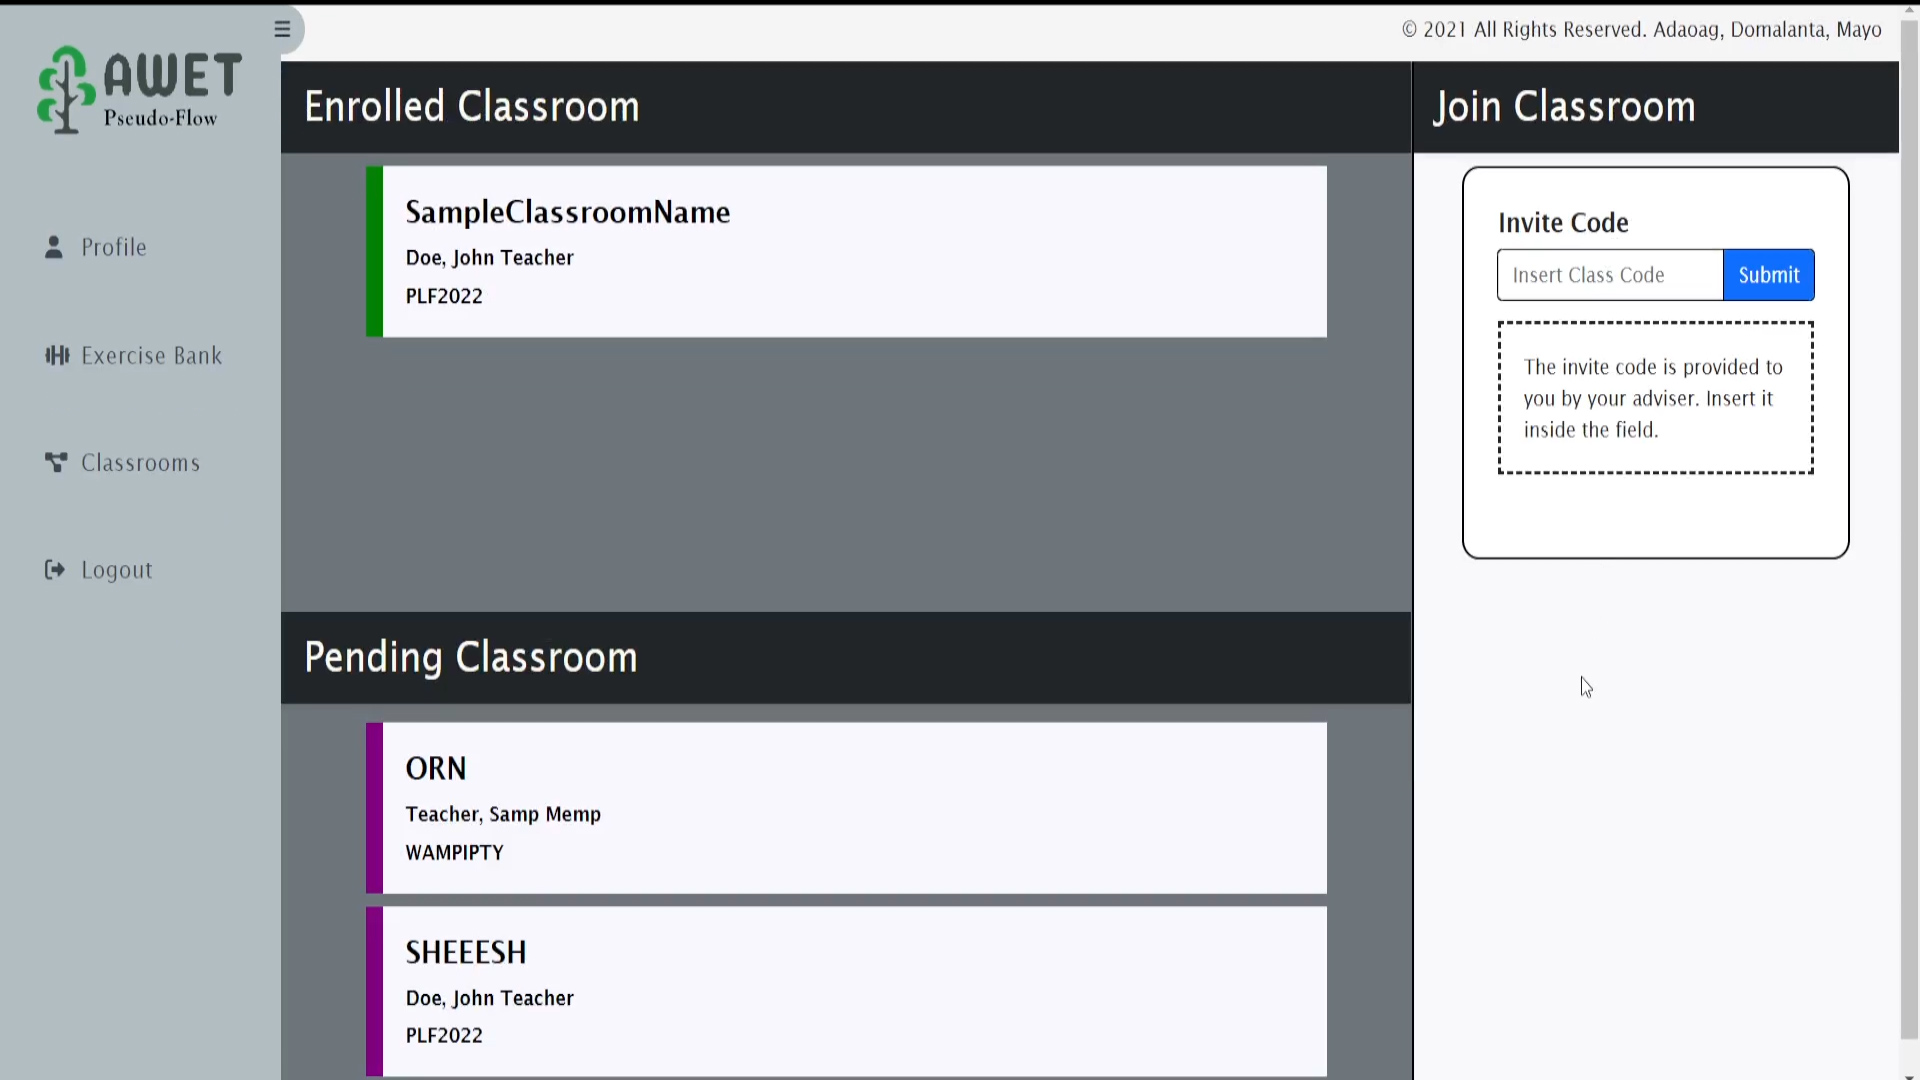 AWET
Pseudo-Flow
Profile
Exercise Bank
Classrooms
Logout
© 2021 All Rights Reserved. Adaoag, Domalanta, Mayo
Enrolled Classroom
SampleClassroomName
Doe, John Teacher
PLF2022
Pending Classroom
ORN
Teacher, Samp Memp
WAMPIPTY
SHEEESH
Doe, John Teacher
PLF2022
Join Classroom
Invite Code
Insert Class Code
Submit
The invite code is provided to
you by your adviser. Insert it
inside the field.